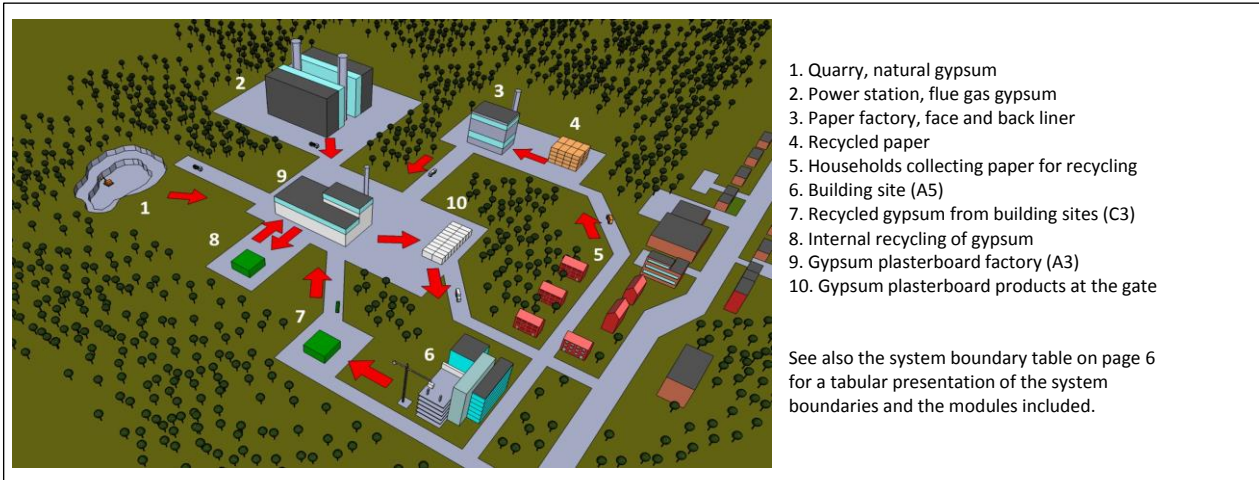 2
3
4
9
10
1
8
5
7
6
1. Quarry, natural gypsum
2. Power station, flue gas gypsum
3. Paper factory, face and back liner
4. Recycled paper
5. Households collecting paper for recycling
6. Building site (A5)
7. Recycled gypsum from building sites (C3)
8. Internal recycling of gypsum
9. Gypsum plasterboard factory (A3)
10. Gypsum plasterboard products at the gate
See also the system boundary table on page 6
for a tabular presentation of the system
boundaries and the modules included.